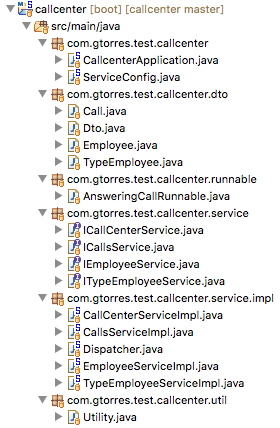 callcenter [boot] [callcenter master]
src/main/java
com.gtorres.test.callcenter
CallcenterApplication.java
ServiceConfig.java
com.gtorres.test.callcenter.dto
Call.java
Dto.java
Employee.java
TypeEmployee.java
com.gtorres.test.callcenter.runnable
AnsweringCallRunnable.java
com.gtorres.test.callcenter.service
ICallCenterService.java
ICallsService.java
IEmployeeService.java
ITypeEmployeeService.java
com.gtorres.test.callcenter.service.impl
CallCenterServiceImpl.java
CallsServiceImpl.java
Dispatcher.java
EmployeeServiceImpl.java
TypeEmployeeServiceImpl.java
com.gtorres.test.callcenter.util
Utility.java